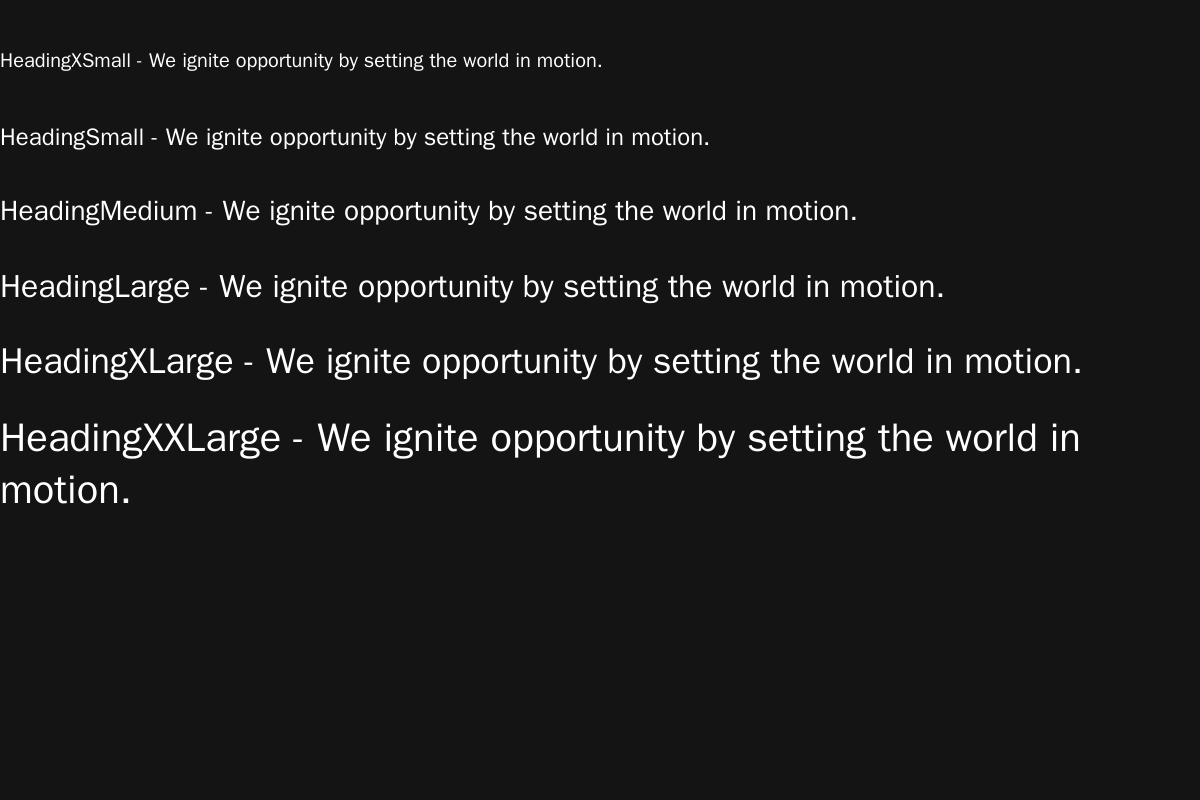 HeadingXSmall - We ignite opportunity by setting the world in motion.
HeadingSmall - We ignite opportunity by setting the world in motion.
HeadingMedium - We ignite opportunity by setting the world in motion.
HeadingLarge - We ignite opportunity by setting the world in motion.
HeadingXLarge - We ignite opportunity by setting the world in motion.
HeadingXXLarge - We ignite opportunity by setting the world in
motion.